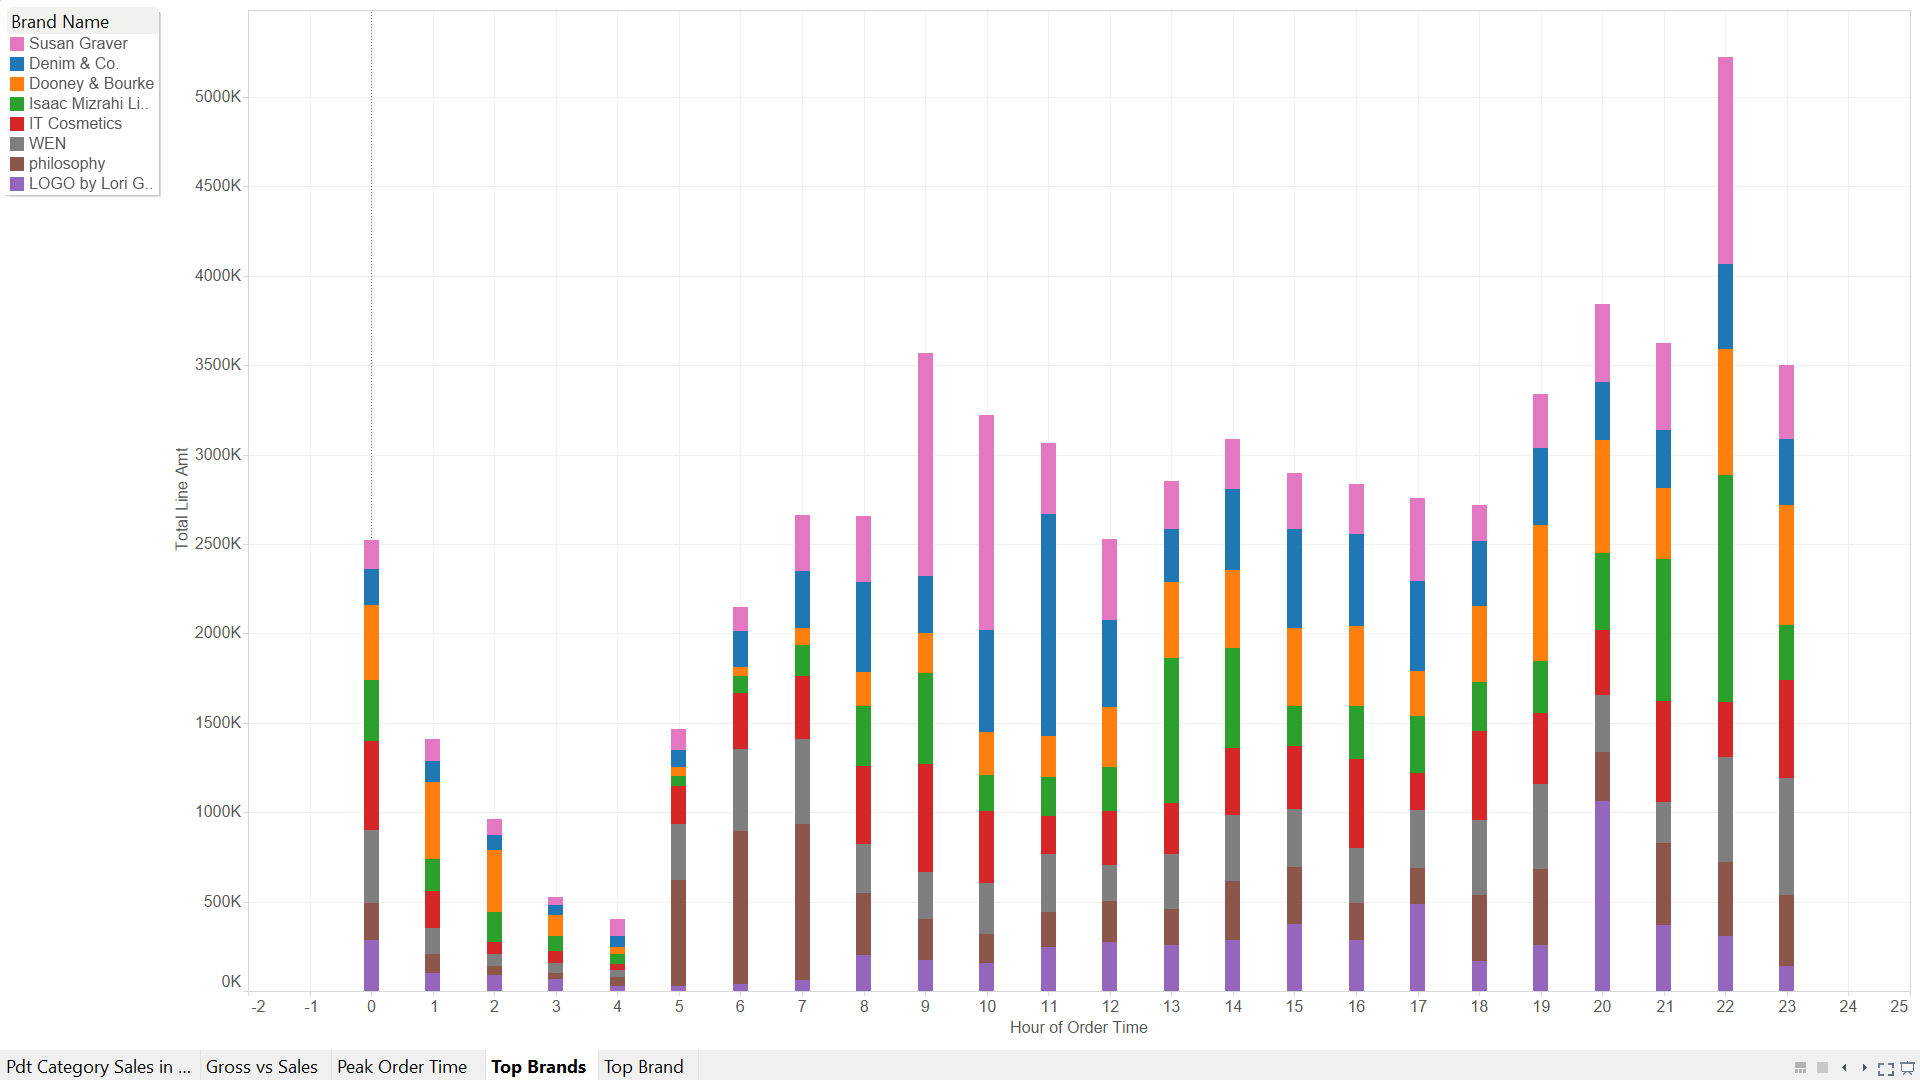 Brand Name
Susan Graver
Denim & Co.
Dooney & Bourke
Isaac Mizrahi Li..
IT Cosmetics
WEN
philosophy
LOGO by Lori G..
5000K
4500K
4000K
3500K
3000K
2500K
2000K
1500K
1000K
500K
0K
Total Line Amt
-2 -1 0 1 2 3 4 5 6 7 8 9 10 11 12 13 14 15 16 17 18 19 20 21 22 23 24 25
Hour of Order Time
Pdt Category Sales in ... Gross vs Sales Peak Order Time Top Brands Top Brand